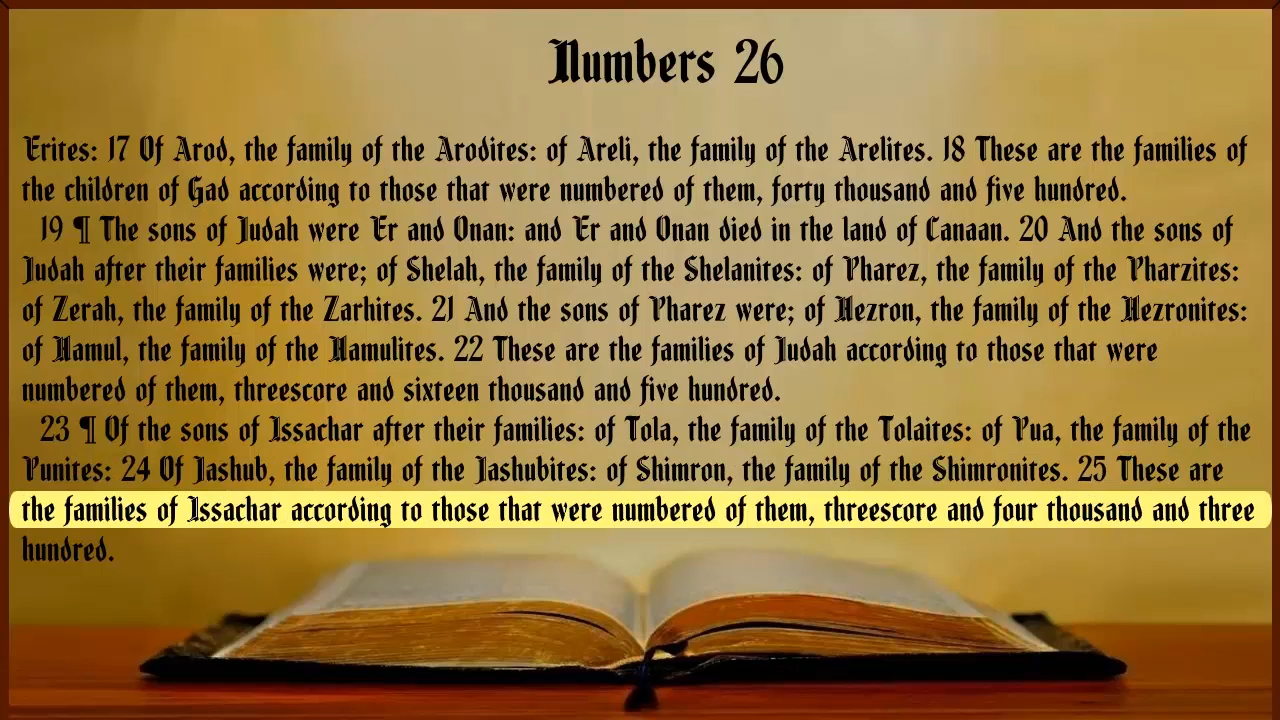 Numbers 26
Erites: 17 Of Arod, the family of the Arodites: of Areli, the family of the Arelites. 18 These are the families of
the children of Gad according to those that were numbered of them, forty thousand and five hundred.
19 ¶ The sons of Judah were Er and Onan: and Er and Onan died in the land of Canaan. 20 And the sons of
Judah after their families were; of Shelah, the family of the Shelanites: of Pharez, the family of the Pharzites:
of Zerah, the family of the Zarhites. 21 And the sons of Pharez were; of Hezron, the family of the Hezronites:
of Hamul, the family of the Hamulites. 22 These are the families of Judah according to those that were
numbered of them, threescore and sixteen thousand and five hundred.
23 ¶ Of the sons of Issachar after their families: of Tola, the family of the Tolaites: of Pua, the family of the
Punites: 24 Of Jashub, the family of the Jashubites: of Shimron, the family of the Shimronites. 25 These are
the families of Issachar according to those that were numbered of them, threescore and four thousand and three
hundred.